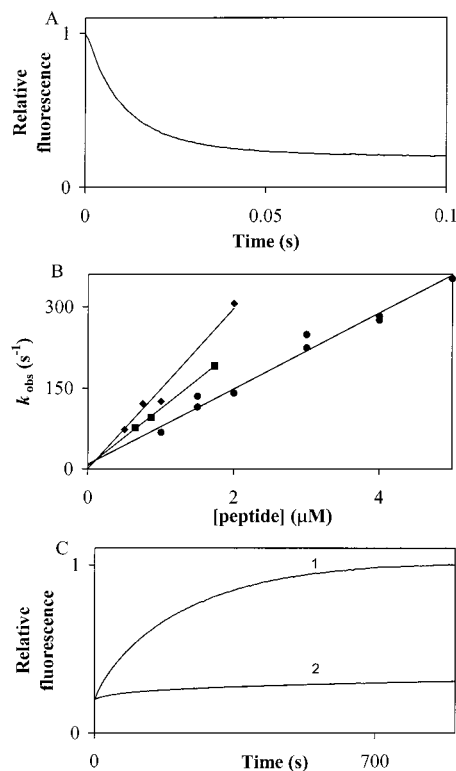 A
1
Relative
fluorescence
0
0
0.05
0.1
Time (s)
B
300
k obs (s-1)
150
0
0
2
4
[peptide] (μM)
C
1
1
Relative
fluorescence
2
0
0
700
Time (s)